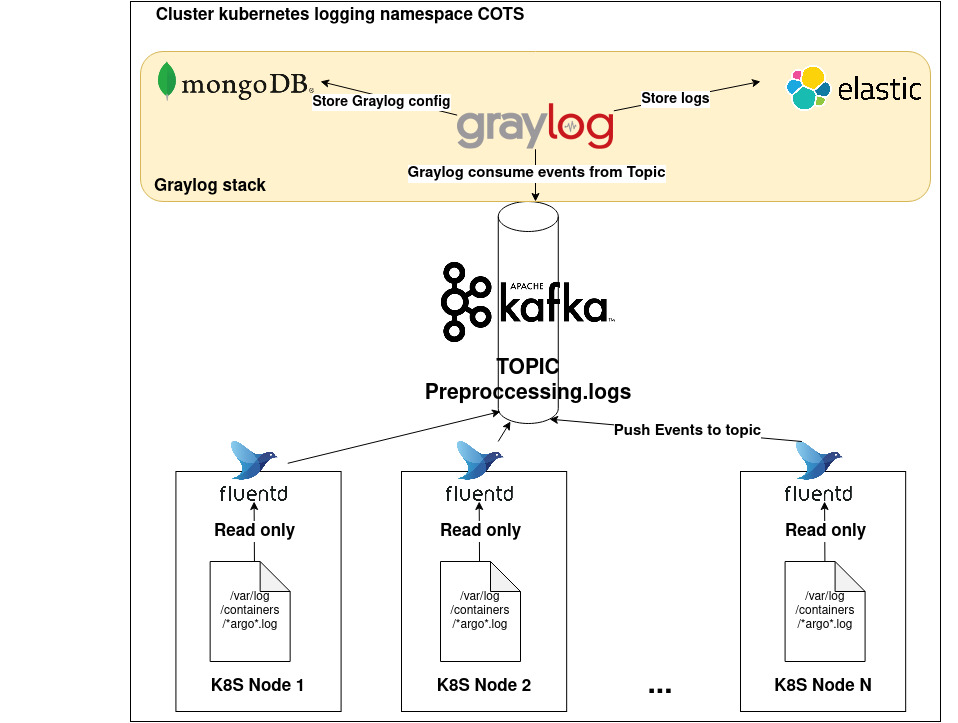 Cluster kubernetes logging namespace COTS
mongoDB®
Store Graylog config
graylog
Store logs
elastic
Graylog consume events from Topic
Graylog stack
APACHE
kafka™
TOPIC
Preproccessing.logs
Push Events to topic
fluentd
fluentd
fluentd
Read only
Read only
Read only
/var/log
/containers
/*argo*.log
/var/log
/containers
/*argo*.log
/var/log
/containers
/*argo*.log
K8S Node 1
K8S Node 2
...
K8S Node N